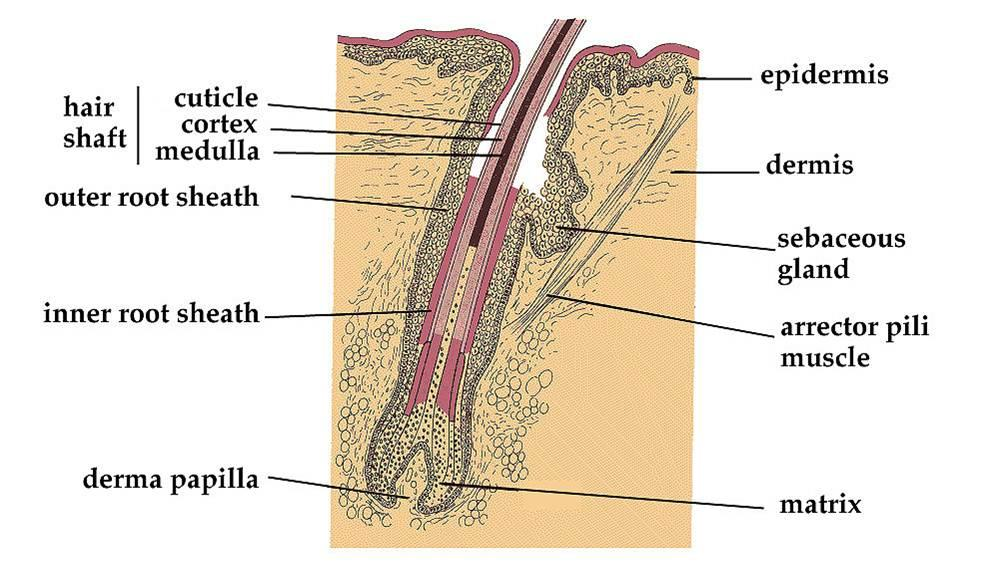 hair
shaft
cuticle
cortex
medulla
outer root sheath
inner root sheath
derma papilla
epidermis
dermis
sebaceous
gland
arrector pili
muscle
matrix